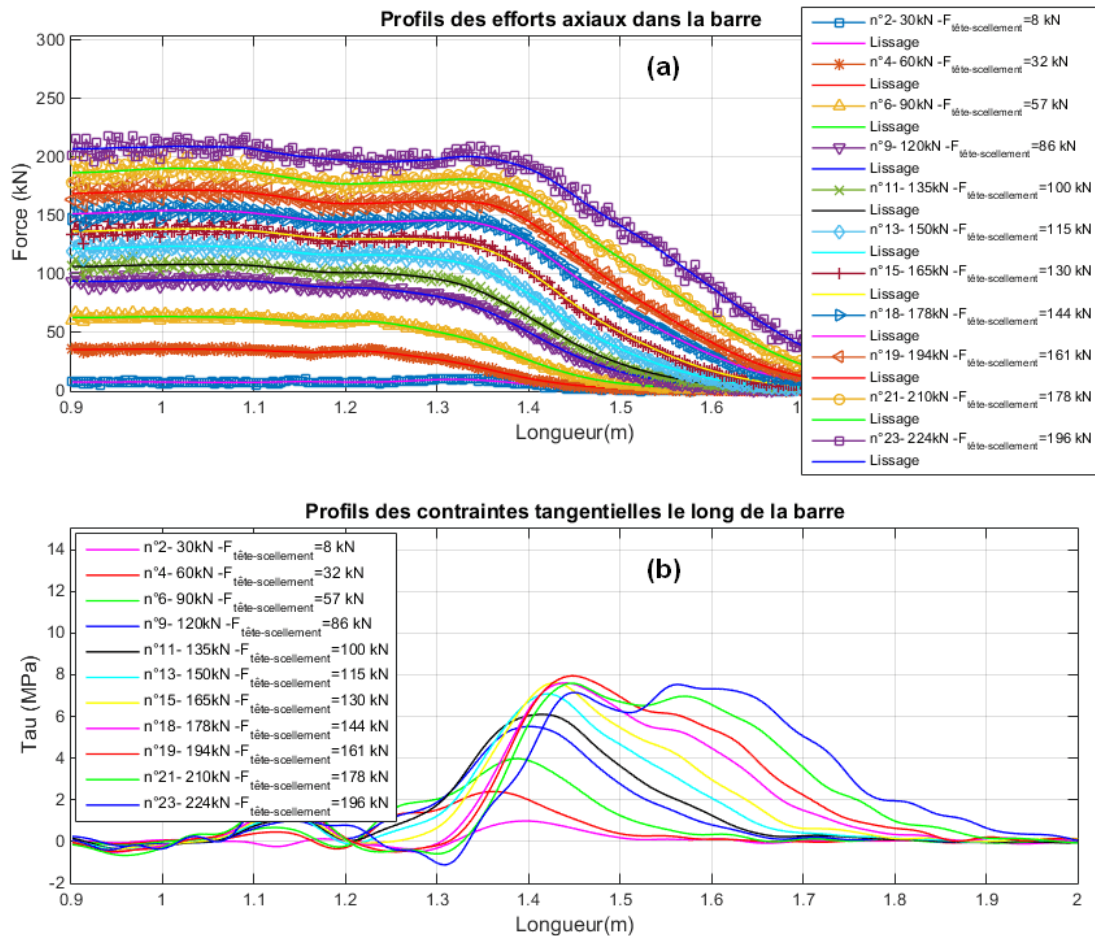 Profils des efforts axiaux dans la barre
(a)
Force (kN)
300
250
200
150
100
50
0
0.9 1 1.1 1.2 1.3 1.4 1.5 1.6 1.7
Longueur(m)
n°2- 30kN -Ftête-scellement=8 kN
Lissage
n°4- 60kN -Ftête-scellement=32 kN
Lissage
n°6- 90kN -Ftête-scellement=57 kN
Lissage
n°9- 120kN -Ftête-scellement=86 kN
Lissage
n°11- 135kN -Ftête-scellement=100 kN
Lissage
n°13- 150kN -Ftête-scellement=115 kN
Lissage
n°15- 165kN -Ftête-scellement=130 kN
Lissage
n°18- 178kN -Ftête-scellement=144 kN
Lissage
n°19- 194kN -Ftête-scellement=161 kN
Lissage
n°21- 210kN -Ftête-scellement=178 kN
Lissage
n°23- 224kN -Ftête-scellement=196 kN
Lissage
Profils des contraintes tangentielles le long de la barre
(b)
Tau (MPa)
14
12
10
8
6
4
2
0
-2
n°2- 30kN -Ftête-scellement=8 kN
n°4- 60kN -Ftête-scellement=32 kN
n°6- 90kN -Ftête-scellement=57 kN
n°9- 120kN -Ftête-scellement=86 kN
n°11- 135kN -Ftête-scellement=100 kN
n°13- 150kN -Ftête-scellement=115 kN
n°15- 165kN -Ftête-scellement=130 kN
n°18- 178kN -Ftête-scellement=144 kN
n°19- 194kN -Ftête-scellement=161 kN
n°21- 210kN -Ftête-scellement=178 kN
n°23- 224kN -Ftête-scellement=196 kN
0.9 1 1.1 1.2 1.3 1.4 1.5 1.6 1.7 1.8 1.9 2
Longueur(m)